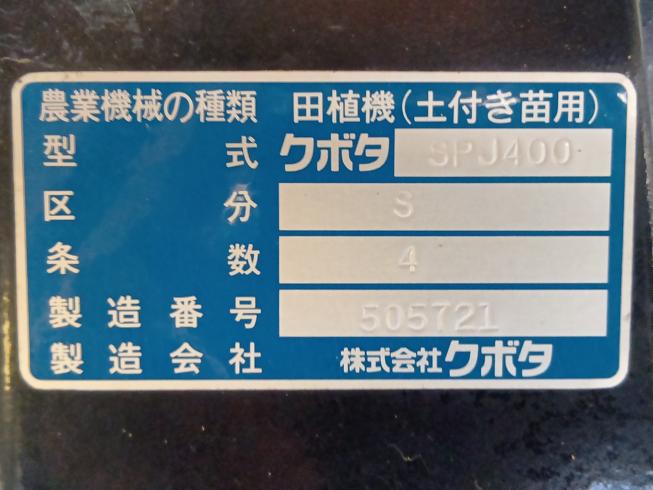 農業機械の種類 田植機(土付き苗用)
型式 クボタ SPJ400
区分 S
条数 4
製造番号 505721
製造会社 株式会社クボタ